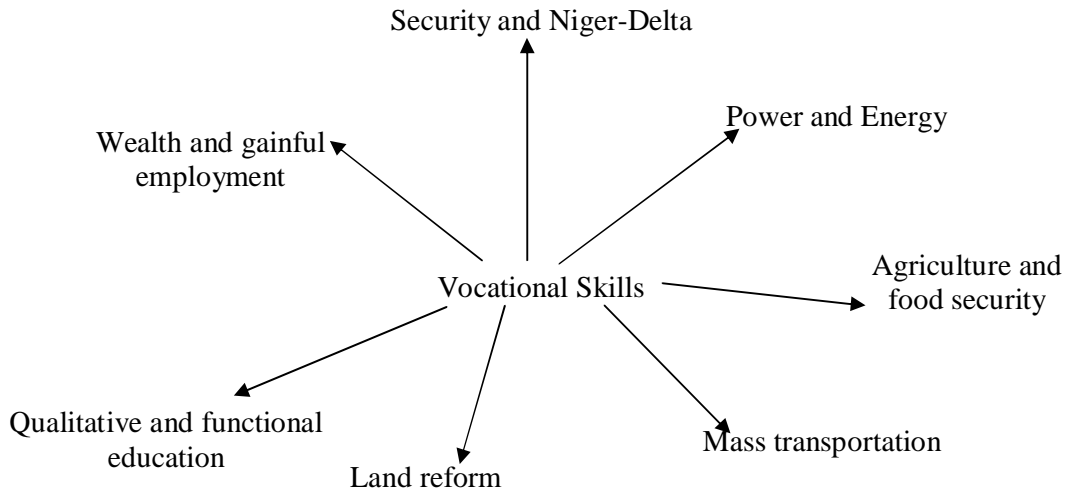 Security and Niger-Delta
Power and Energy
Wealth and gainful
employment
Agriculture and
food security
Vocational Skills
Qualitative and functional
education
Mass transportation
Land reform